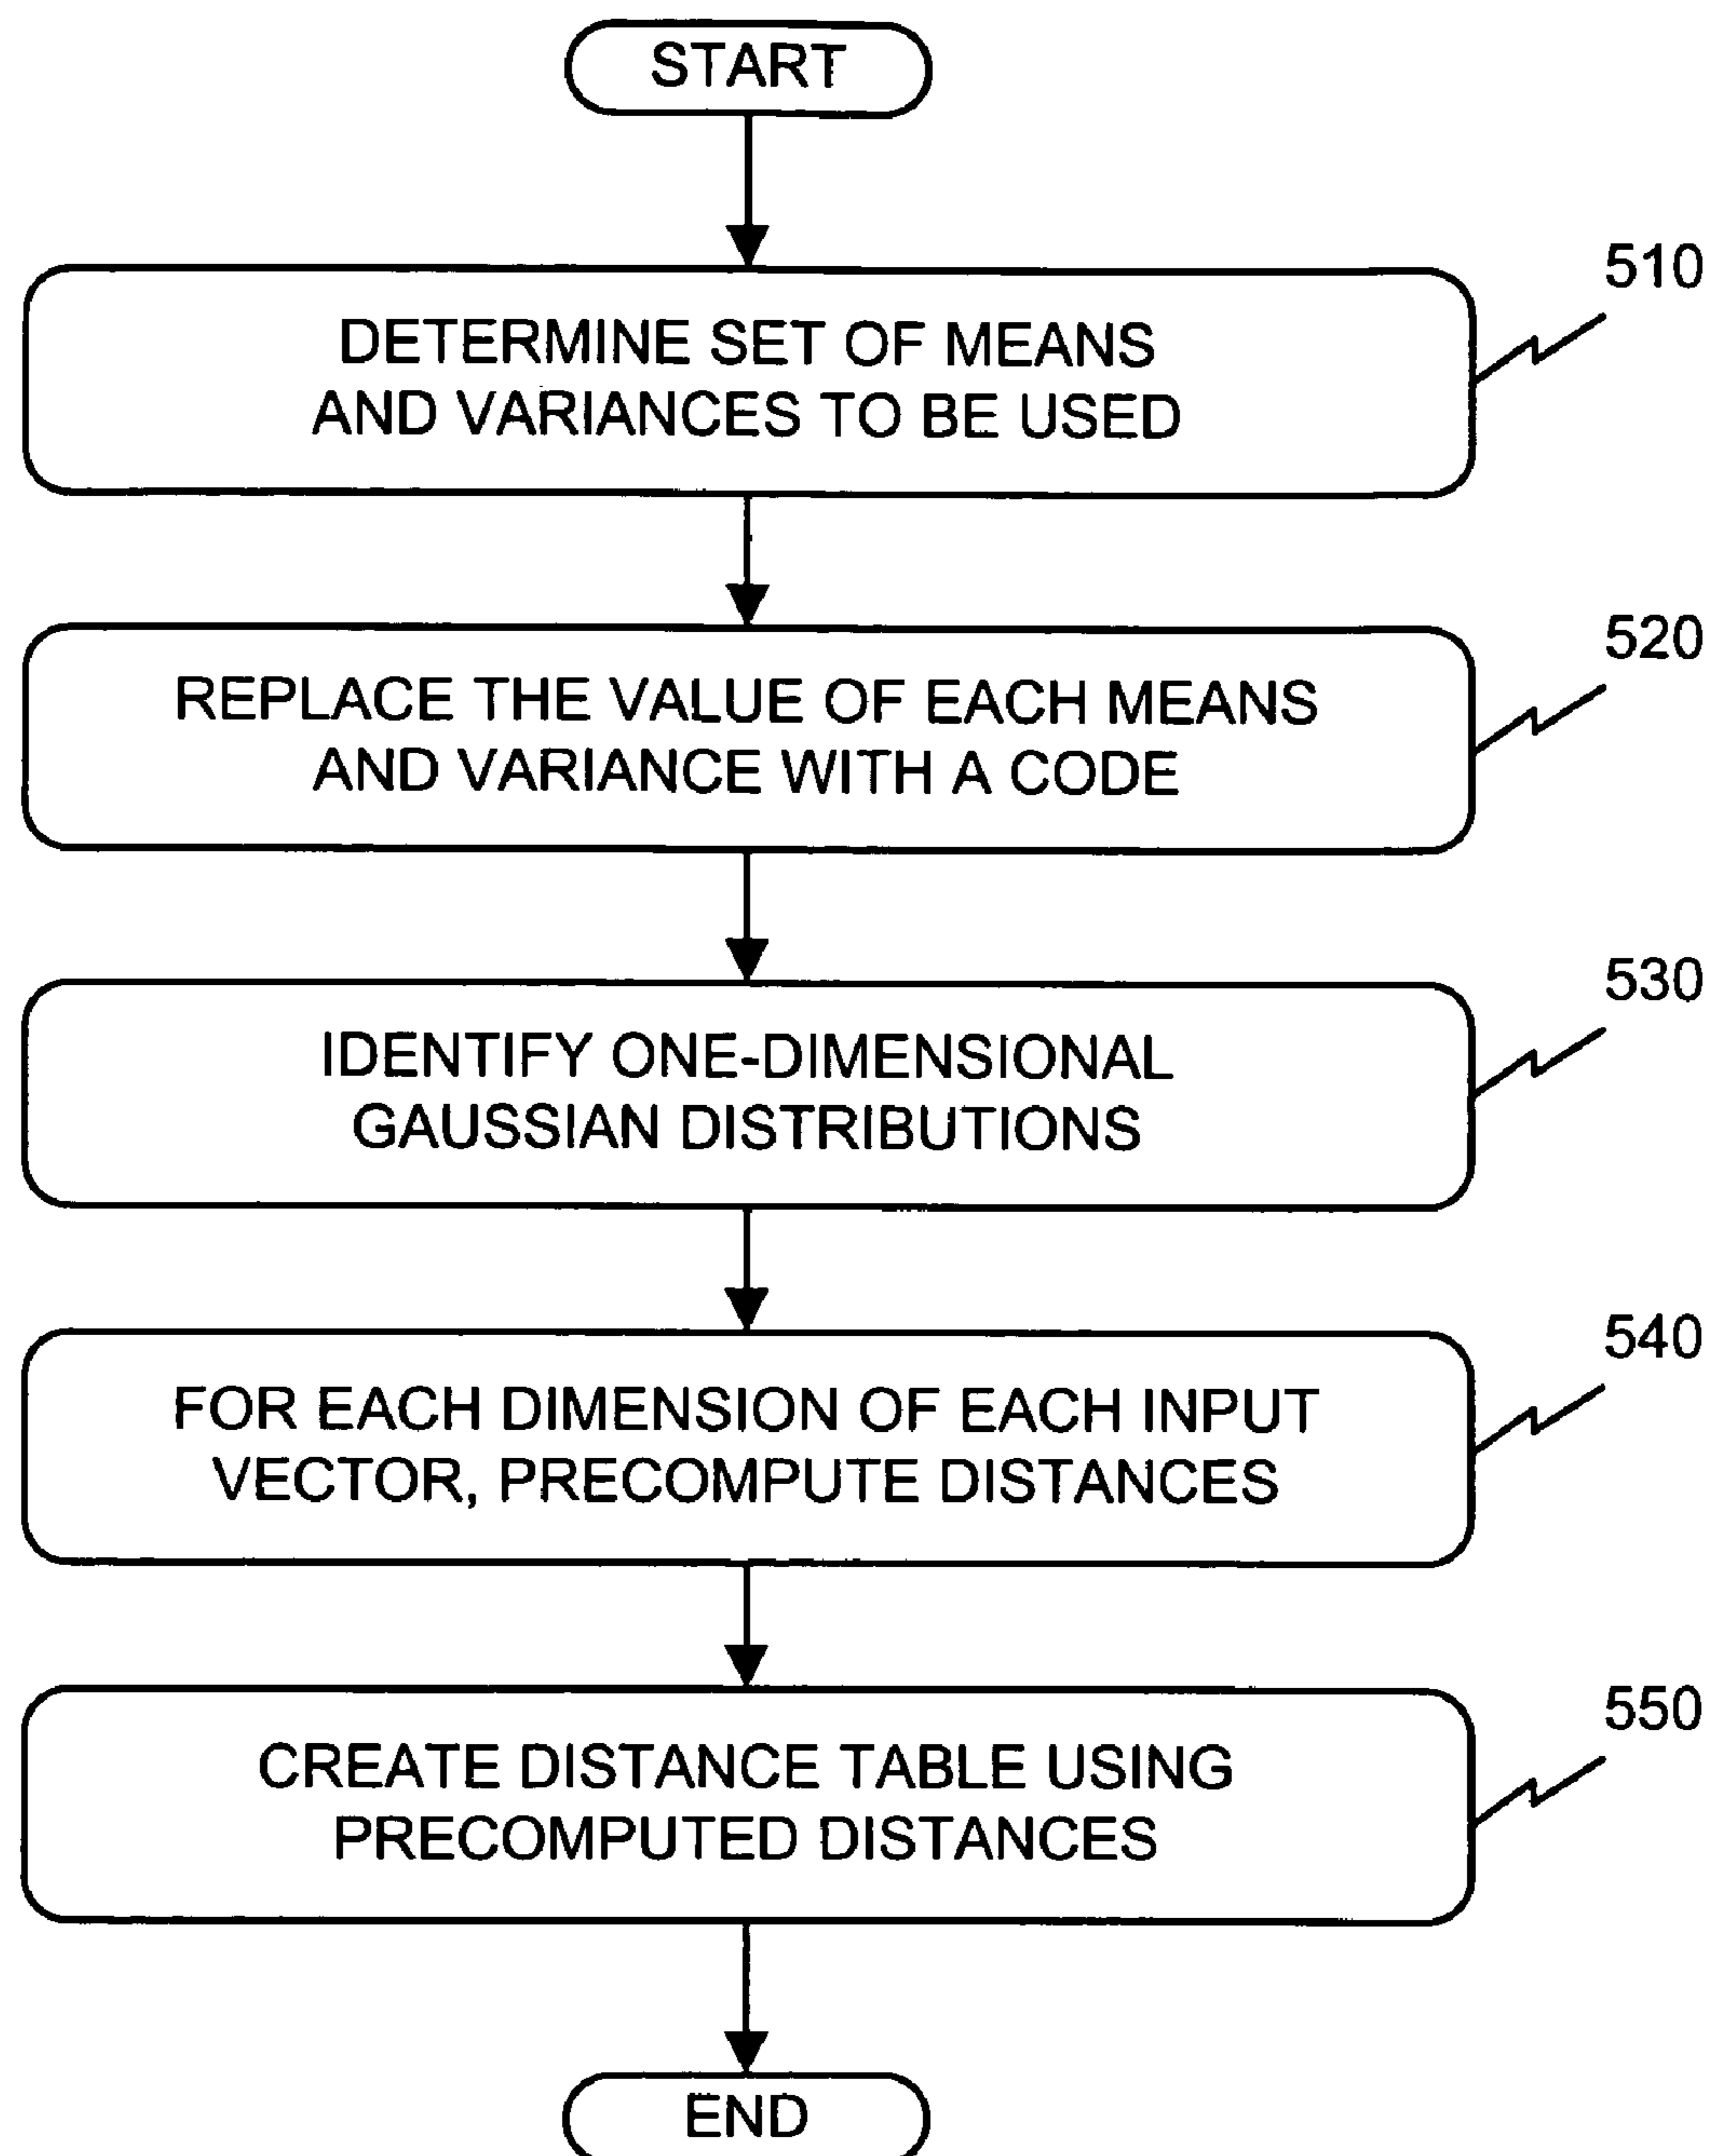 START
510
DETERMINE SET OF MEANS
AND VARIANCES TO BE USED
520
REPLACE THE VALUE OF EACH MEANS
AND VARIANCE WITH A CODE
530
IDENTIFY ONE-DIMENSIONAL
GAUSSIAN DISTRIBUTIONS
540
FOR EACH DIMENSION OF EACH INPUT
VECTOR, PRECOMPUTE DISTANCES
550
CREATE DISTANCE TABLE USING
PRECOMPUTED DISTANCES
END